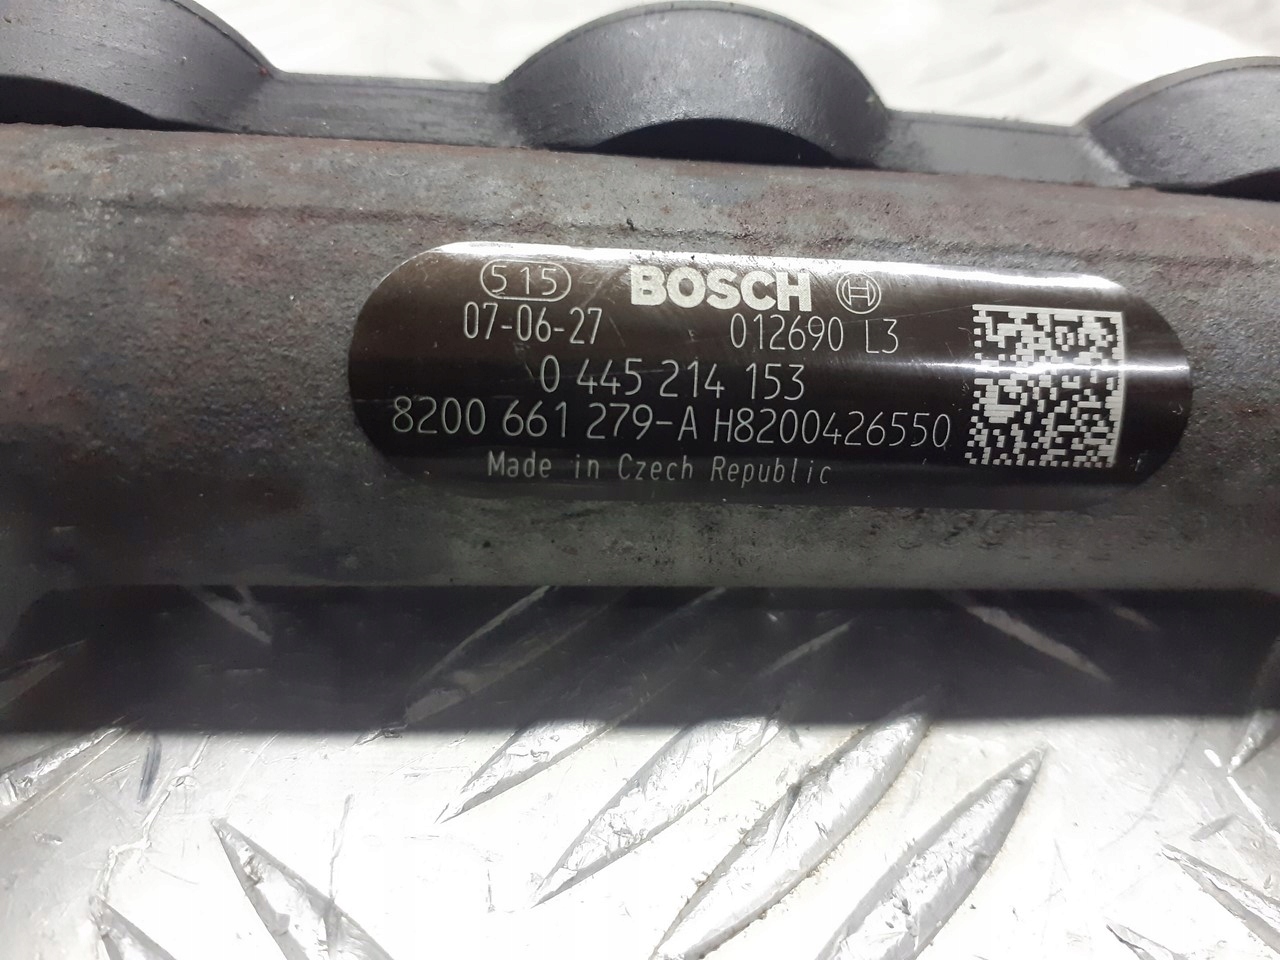 515 BOSCH
07-06-27 012690 L3
0 445 214 153
8200 661 279-A H8200426550
Made in Czech Republic